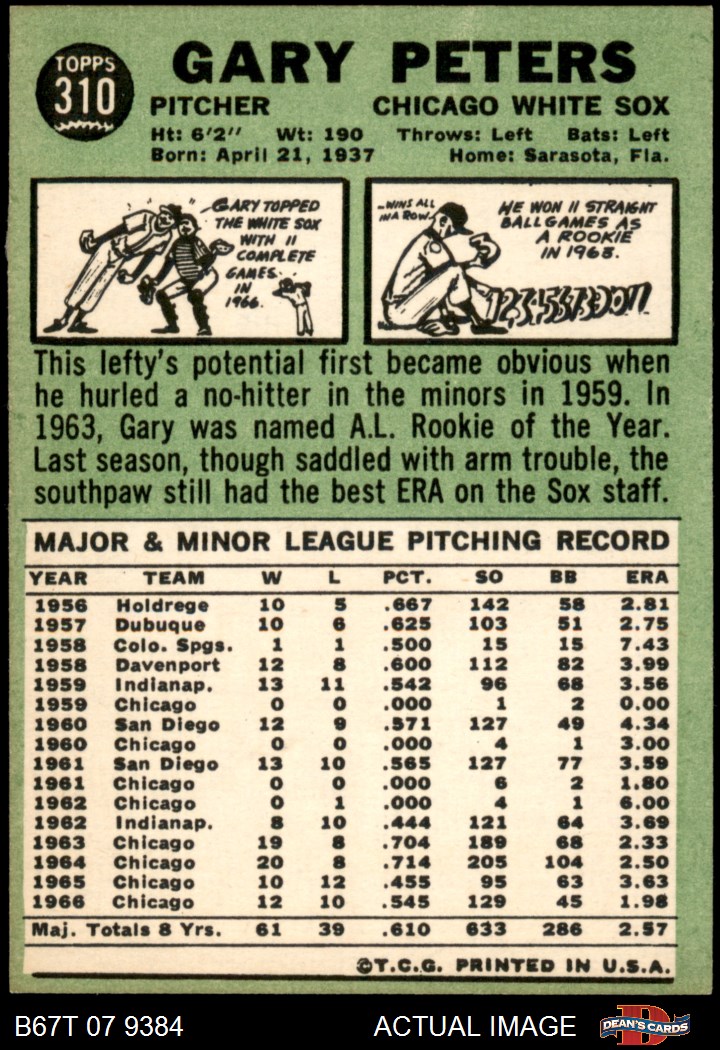 TOPPS
310
GARY PETERS
PITCHER CHICAGO WHITE SOX
Ht: 6'2" Wt: 190 Throws: Left Bats: Left
Born: April 21, 1937 Home: Sarasota, Fla.
GARY TOPPED
THE WHITE SOX
WITH 11
COMPLETE
GAMES
IN
1966.
-WINS ALL
IN A ROW
HE WON 11 STRAIGHT
BALLGAMES AS
A ROOKIE
IN 1963.
This lefty's potential first became obvious when
he hurled a no-hitter in the minors in 1959. In
1963, Gary was named A.L. Rookie of the Year.
Last season, though saddled with arm trouble, the
southpaw still had the best ERA on the Sox staff.
MAJOR & MINOR LEAGUE PITCHING RECORD
YEAR TEAM W L PCT. SO BB ERA
1956 Holdrege 10 5 .667 142 58 2.81
1957 Dubuque 10 6 .625 103 51 2.75
1958 Colo. Spgs. 1 1 .500 15 15 7.43
1958 Davenport 12 8 .600 112 82 3.99
1959 Indianap. 13 11 .542 96 68 3.56
1959 Chicago 0 0 .000 1 2 0.00
1960 San Diego 12 9 .571 127 49 4.34
1960 Chicago 0 0 .000 4 1 3.00
1961 San Diego 13 10 .565 127 77 3.59
1961 Chicago 0 0 .000 6 2 1.80
1962 Chicago 0 1 .000 4 1 6.00
1962 Indianap. 8 10 .444 121 64 3.69
1963 Chicago 19 8 .704 189 68 2.33
1964 Chicago 20 8 .714 205 104 2.50
1965 Chicago 10 12 .455 95 63 3.63
1966 Chicago 12 10 .545 129 45 1.98
Maj. Totals 8 Yrs. 61 39 .610 633 286 2.57
©T.C.G. PRINTED IN U.S.A.
B67T 07 9384 ACTUAL IMAGE DEAN'S CARDS